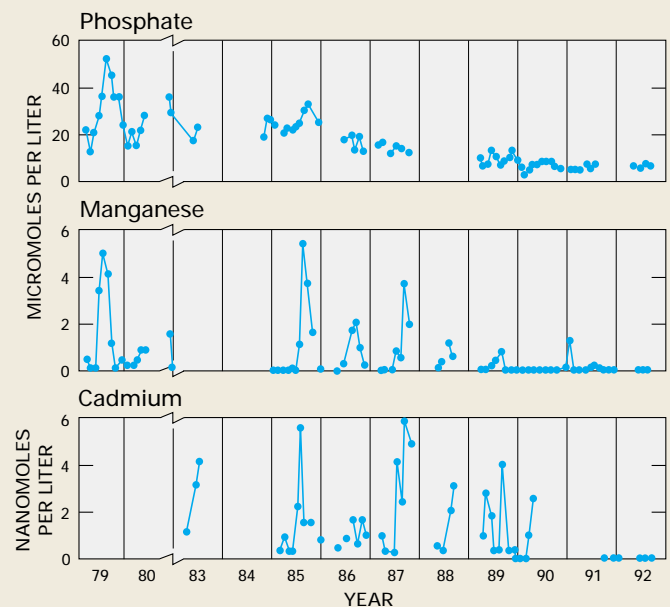 Phosphate
60
40
20
0
MICROMOLES PER LITER
Manganese
6
4
2
0
Cadmium
NANOMOLES
PER LITER
6
4
2
0
79 80 83 84 85 86 87 88 89 90 91 92
YEAR